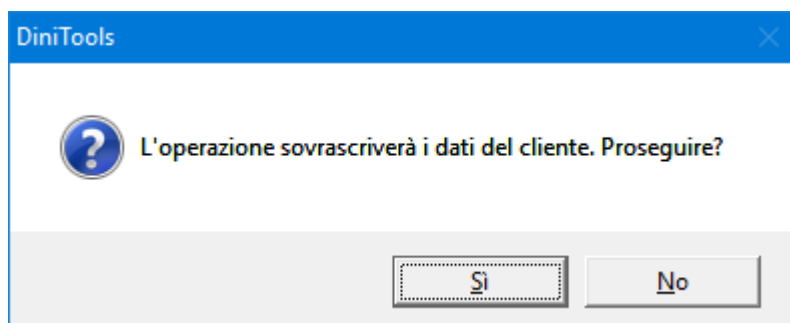 DiniTools
L'operazione sovrascriverà i dati del cliente. Proseguire?
Sì
No